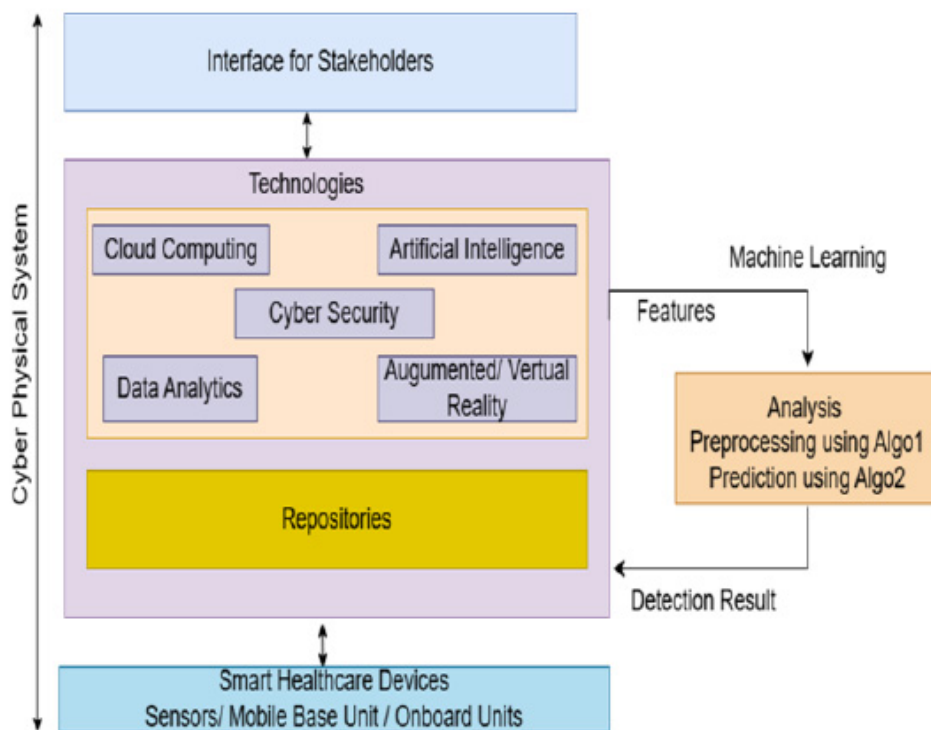 Interface for Stakeholders
Cyber Physical System
Technologies
Cloud Computing
Artificial Intelligence
Cyber Security
Data Analytics
Augumented/ Vertual
Reality
Repositories
Machine Learning
Features
Analysis
Preprocessing using Algo1
Prediction using Algo2
Detection Result
Smart Healthcare Devices
Sensors/ Mobile Base Unit / Onboard Units